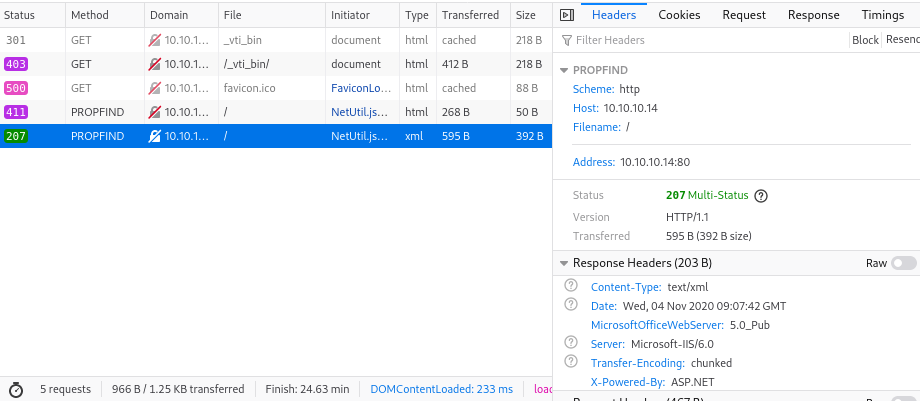 Status Method Domain File Initiator Type Transferred Size
301 GET 10.10.1... _vti_bin document html cached 218 B
403 GET 10.10.1... /_vti_bin/ document html 412 B 218 B
500 GET 10.10.1... favicon.ico FaviconLo... html cached 88 B
411 PROPFIND 10.10.1... / NetUtil.js... html 268 B 50 B
207 PROPFIND 10.10.1... / NetUtil.js... xml 595 B 392 B
5 requests 966 B / 1.25 KB transferred Finish: 24.63 min DOMContentLoaded: 233 ms load
Headers Cookies Request Response Timings
Filter Headers Block Resend
PROPFIND
Scheme: http
Host: 10.10.10.14
Filename: /
Address: 10.10.10.14:80
Status 207 Multi-Status ?
Version HTTP/1.1
Transferred 595 B (392 B size)
Response Headers (203 B) Raw
? Content-Type: text/xml
? Date: Wed, 04 Nov 2020 09:07:42 GMT
MicrosoftOfficeWebServer: 5.0_Pub
? Server: Microsoft-IIS/6.0
? Transfer-Encoding: chunked
X-Powered-By: ASP.NET
Request Headers (467 B) Raw